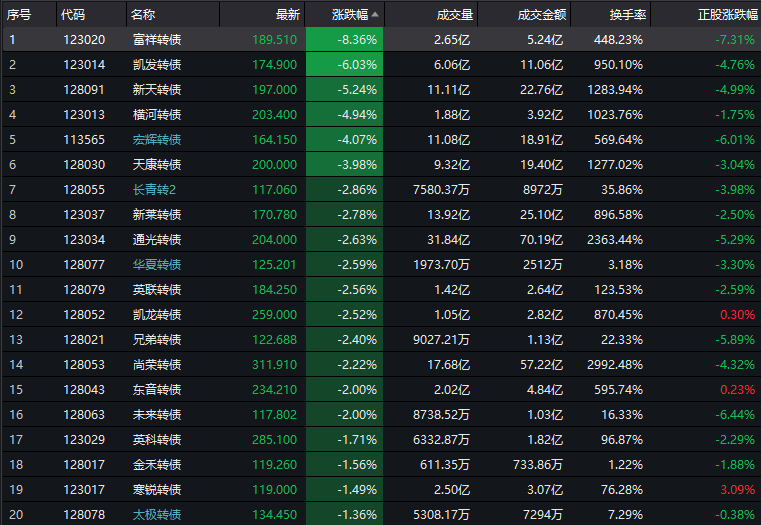 序号 代码 名称 最新 涨跌幅 成交量 成交金额 换手率 正股涨跌幅
1 123020 富祥转债 189.510 -8.36% 2.65亿 5.24亿 448.23% -7.31%
2 123014 凯发转债 174.900 -6.03% 6.06亿 11.06亿 950.10% -4.76%
3 128091 新天转债 197.000 -5.24% 11.11亿 22.76亿 1283.94% -4.99%
4 123013 横河转债 203.400 -4.94% 1.88亿 3.92亿 1023.76% -1.75%
5 113565 宏辉转债 164.150 -4.07% 11.08亿 18.91亿 569.64% -6.01%
6 128030 天康转债 200.000 -3.98% 9.32亿 19.40亿 1277.02% -3.04%
7 128055 长青转2 117.060 -2.86% 7580.37万 8972万 35.86% -3.98%
8 123037 新莱转债 170.780 -2.78% 13.92亿 25.10亿 896.58% -2.50%
9 123034 通光转债 204.000 -2.63% 31.84亿 70.19亿 2363.44% -5.29%
10 128077 华夏转债 125.201 -2.59% 1973.70万 2512万 3.18% -3.30%
11 128079 英联转债 184.250 -2.56% 1.42亿 2.64亿 123.53% -2.59%
12 128052 凯龙转债 259.000 -2.52% 1.05亿 2.82亿 870.45% 0.30%
13 128021 兄弟转债 122.688 -2.40% 9027.21万 1.13亿 22.33% -5.89%
14 128053 尚荣转债 311.910 -2.22% 17.68亿 57.22亿 2992.48% -4.32%
15 128043 东音转债 234.210 -2.00% 2.02亿 4.84亿 595.74% 0.23%
16 128063 未来转债 117.802 -2.00% 8738.52万 1.03亿 16.33% -6.44%
17 123029 英科转债 285.100 -1.71% 6332.87万 1.82亿 96.87% -2.29%
18 128017 金禾转债 119.260 -1.56% 611.35万 733.86万 1.22% -1.88%
19 123017 寒锐转债 119.000 -1.49% 2.50亿 3.07亿 76.28% 3.09%
20 128078 太极转债 134.450 -1.36% 5308.17万 7294万 7.29% -0.38%